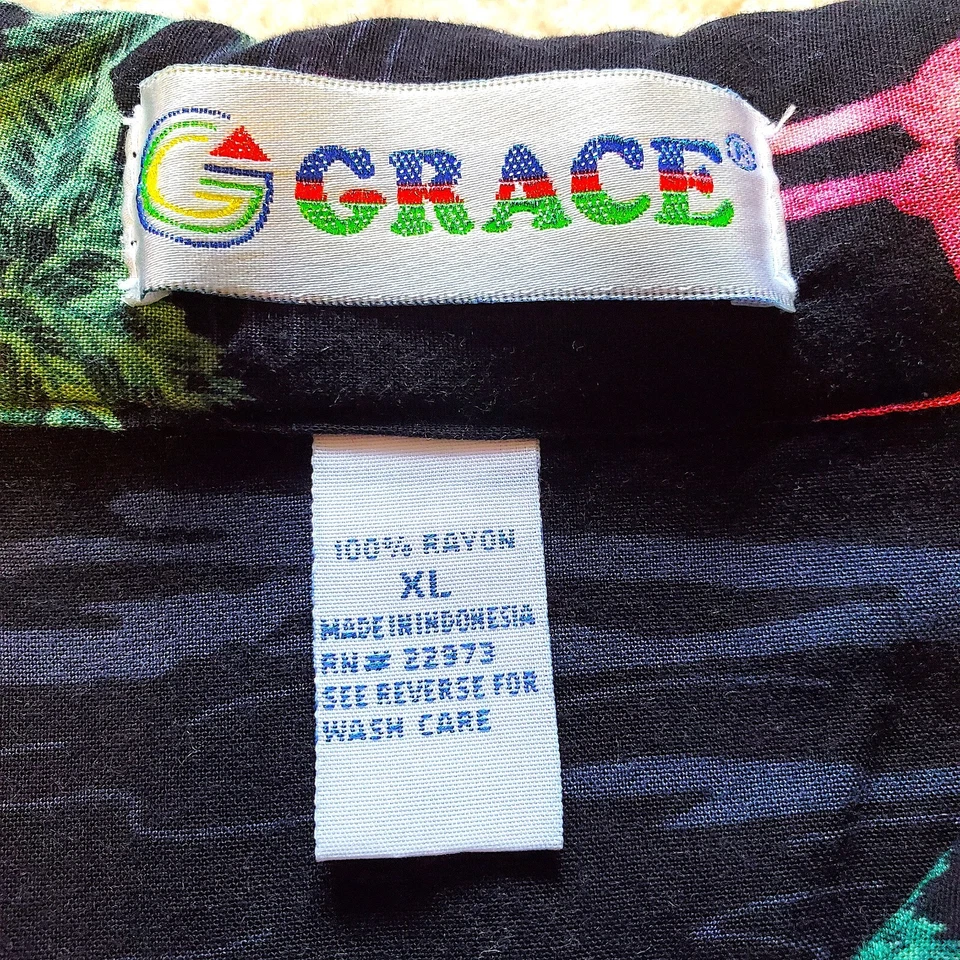 G GRACE®
100% RAYON
XL
MADE IN INDONESIA
RN# 22973
SEE REVERSE FOR
WASH CARE